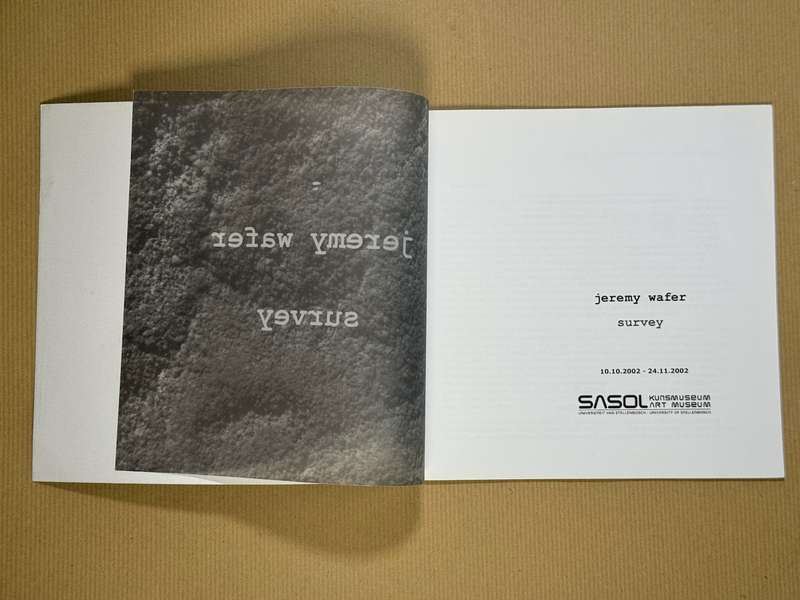 jeremy wafer
survey
jeremy wafer
survey
10.10.2002 - 24.11.2002
SASOL KUNSMUSEUM
ART MUSEUM
UNIVERSITEIT VAN STELLENBOSCH / UNIVERSITY OF STELLENBOSCH